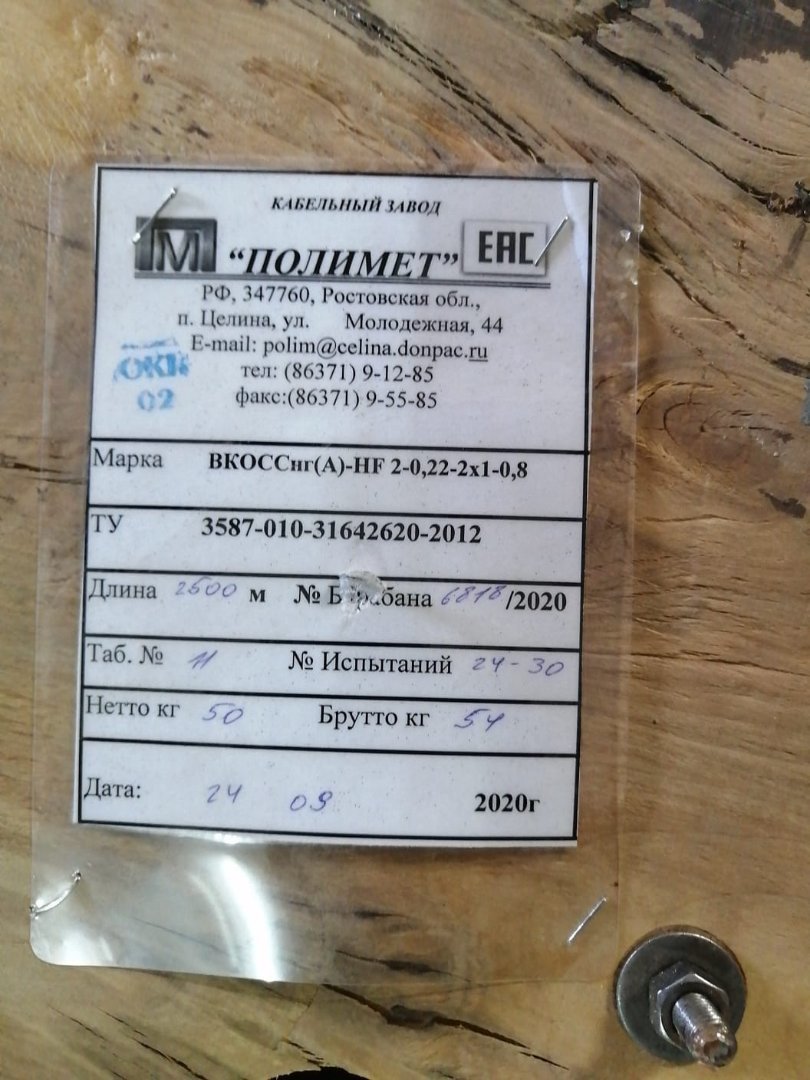 КАБЕЛЬНЫЙ ЗАВОД
М "ПОЛИМЕТ" ЕАС
РФ, 347760, Ростовская обл.,
п. Целина, ул. Молодежная, 44
E-mail: polim@celina.donpac.ru
тел: (86371) 9-12-85
факс:(86371) 9-55-85
02
Марка ВКОССнг(А)-HF 2-0,22-2х1-0,8
ТУ 3587-010-31642620-2012
Длина 2500 м № Барабана 6818/2020
Таб. № 11 № Испытаний 24-30
Нетто кг 50 Брутто кг 54
Дата: 24 09 2020г